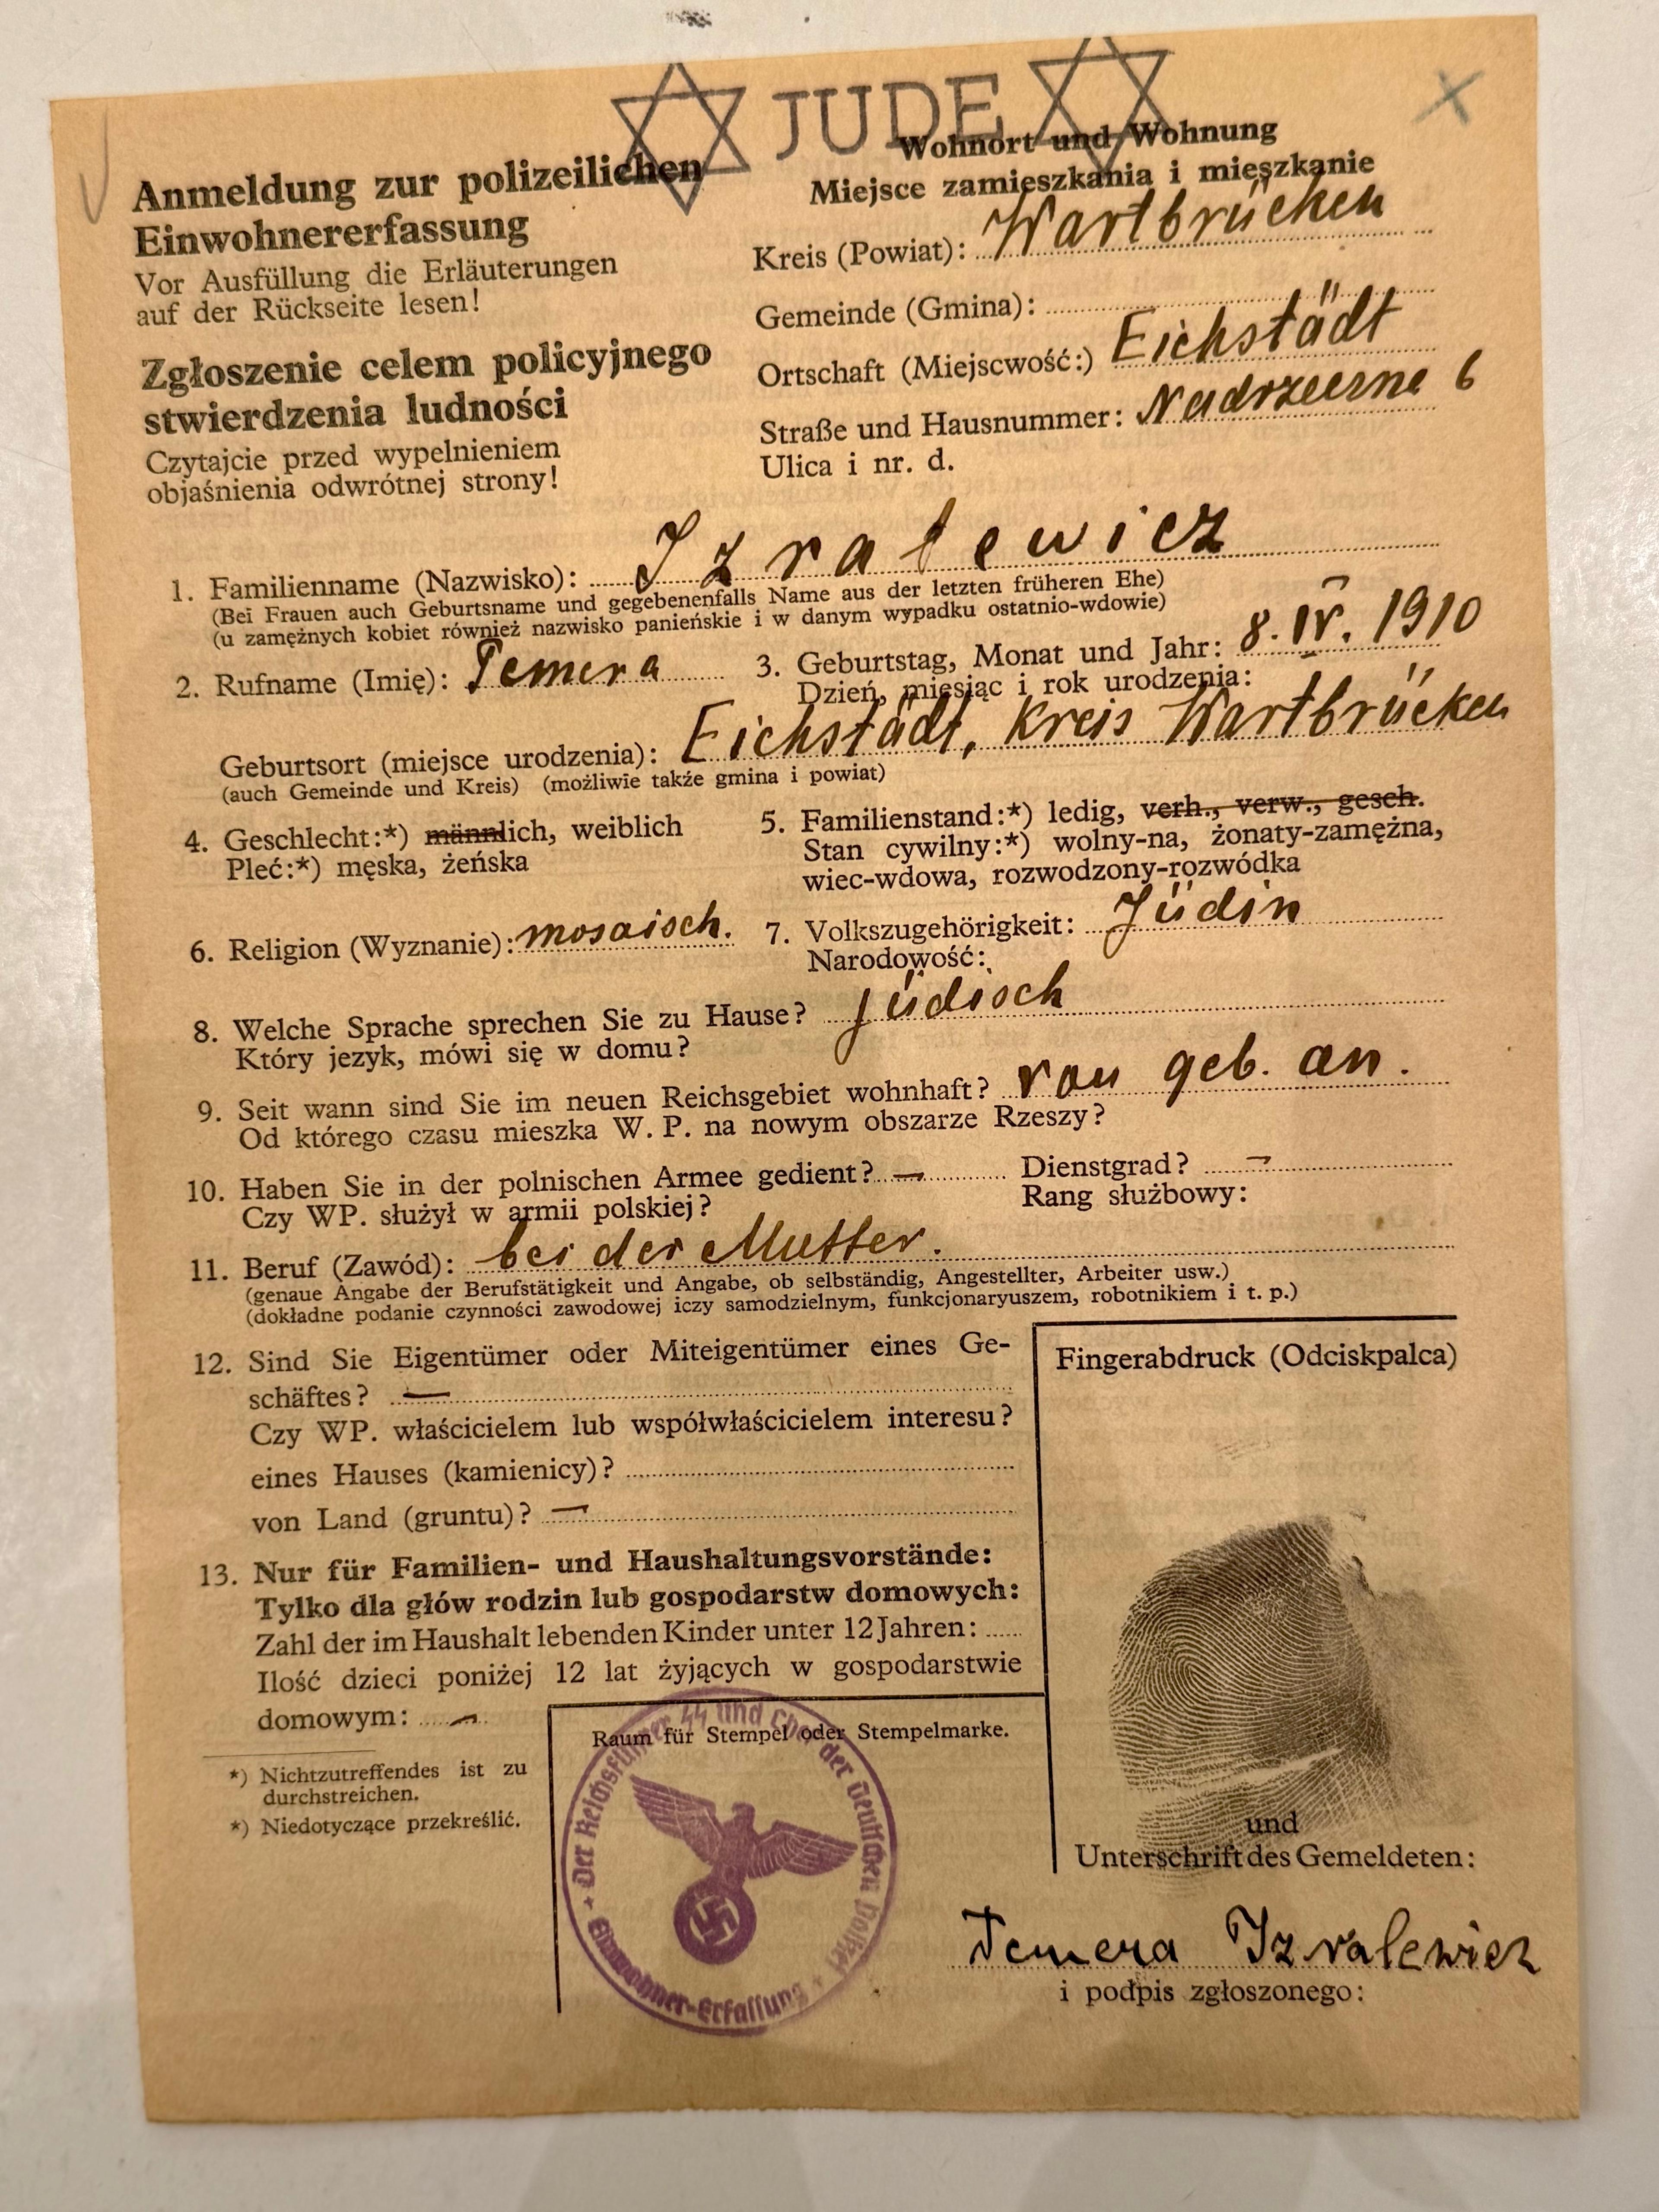 JUDE
Anmeldung zur polizeilichen
Einwohnererfassung
Vor Ausfüllung die Erläuterungen
auf der Rückseite lesen!
Zgłoszenie celem policyjnego
stwierdzenia ludności
Czytajcie przed wypełnieniem
objaśnienia odwrótnej strony!
Wohnort und Wohnung
Miejsce zamieszkania i mieszkanie
Kreis (Powiat): Wartbrücken
Gemeinde (Gmina):
Ortschaft (Miejscwość:) Eichstädt
Straße und Hausnummer: 6
Ulica i nr. d.
1. Familienname (Nazwisko): Izralewicz
(Bei Frauen auch Geburtsname und gegebenenfalls Name aus der letzten früheren Ehe)
(u zamężnych kobiet również nazwisko panieńskie i w danym wypadku ostatnio-wdowie)
2. Rufname (Imię): Temera
3. Geburtstag, Monat und Jahr: 8. IV. 1910
Dzień, miesiąc i rok urodzenia:
Geburtsort (miejsce urodzenia): Eichstädt, Kreis Wartbrücken
(auch Gemeinde und Kreis) (możliwie także gmina i powiat)
4. Geschlecht:*) männlich, weiblich
Pleć:*) męska, żeńska
5. Familienstand:*) ledig, verh., verw., gesch.
Stan cywilny:*) wolny-na, żonaty-zamężna,
wiec-wdowa, rozwodzony-rozwódka
6. Religion (Wyznanie): mosaisch.
7. Volkszugehörigkeit: Jüdin
Narodowość:
8. Welche Sprache sprechen Sie zu Hause? jüdisch
Który jezyk, mówi się w domu?
9. Seit wann sind Sie im neuen Reichsgebiet wohnhaft? von geb. an.
Od którego czasu mieszka W. P. na nowym obszarze Rzeszy?
10. Haben Sie in der polnischen Armee gedient? — Dienstgrad? —
Czy WP. służył w armii polskiej? Rang służbowy:
11. Beruf (Zawód): bei der Mutter.
(genaue Angabe der Berufstätigkeit und Angabe, ob selbständig, Angestellter, Arbeiter usw.)
(dokładne podanie czynności zawodowej iczy samodzielnym, funkcjonaryuszem, robotnikiem i t. p.)
12. Sind Sie Eigentümer oder Miteigentümer eines Ge-
schäftes? —
Czy WP. właścicielem lub współwłaścicielem interesu?
eines Hauses (kamienicy)?
von Land (gruntu)? —
13. Nur für Familien- und Haushaltungsvorstände:
Tylko dla głów rodzin lub gospodarstw domowych:
Zahl der im Haushalt lebenden Kinder unter 12 Jahren:
Ilość dzieci poniżej 12 lat żyjących w gospodarstwie
domowym: —
*) Nichtzutreffendes ist zu
durchstreichen.
*) Niedotyczące przekreślić.
Raum für Stempel oder Stempelmarke.
Der Reichsführer SS und Chef der Deutschen Polizei
Einwohner-Erfassung
Fingerabdruck (Odciskpalca)
und
Unterschrift des Gemeldeten:
Temera Izralewicz
i podpis zgłoszonego: